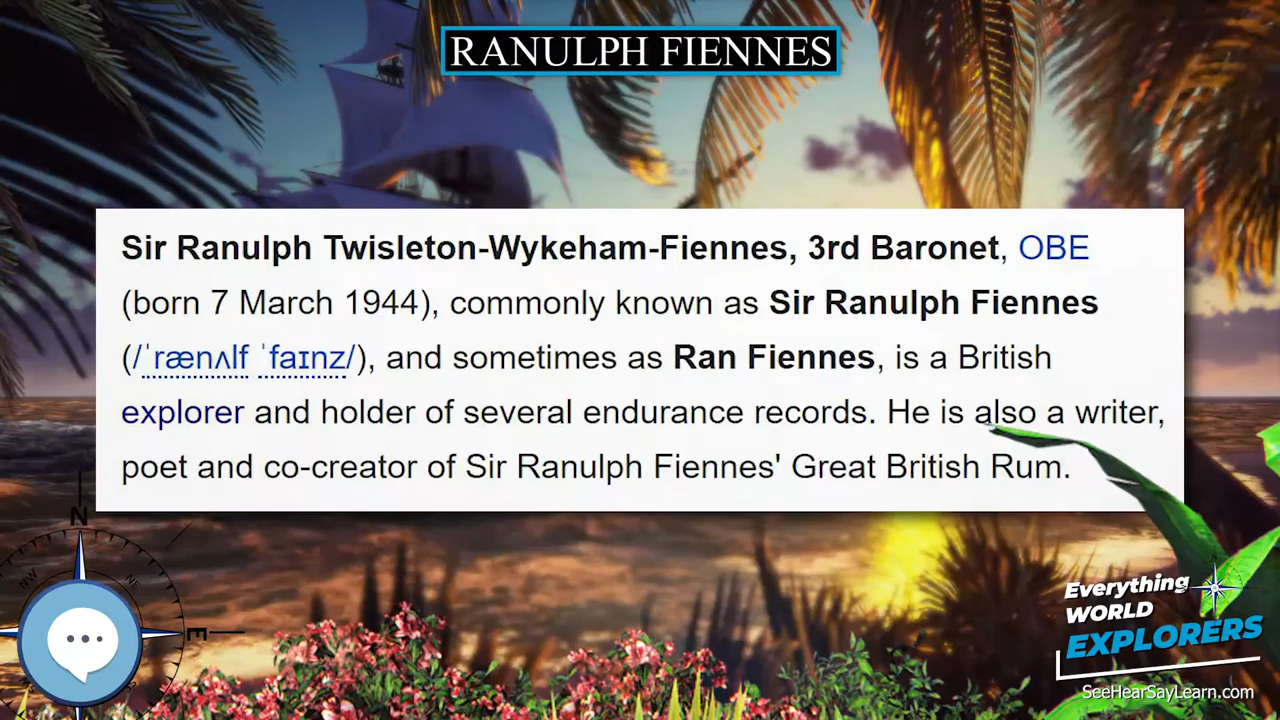 RANULPH FIENNES
Sir Ranulph Twisleton-Wykeham-Fiennes, 3rd Baronet, OBE
(born 7 March 1944), commonly known as Sir Ranulph Fiennes
(/ˈrænʌlf ˈfaɪnz/), and sometimes as Ran Fiennes, is a British
explorer and holder of several endurance records. He is also a writer,
poet and co-creator of Sir Ranulph Fiennes' Great British Rum.
N
NW
NE
E
Everything
WORLD
EXPLORERS
SeeHearSayLearn.com